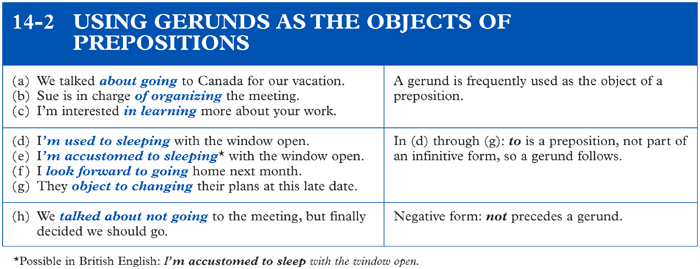 14-2 USING GERUNDS AS THE OBJECTS OF
PREPOSITIONS
(a) We talked about going to Canada for our vacation.
(b) Sue is in charge of organizing the meeting.
(c) I'm interested in learning more about your work.
A gerund is frequently used as the object of a
preposition.
(d) I'm used to sleeping with the window open.
(e) I'm accustomed to sleeping* with the window open.
(f) I look forward to going home next month.
(g) They object to changing their plans at this late date.
In (d) through (g): to is a preposition, not part of
an infinitive form, so a gerund follows.
(h) We talked about not going to the meeting, but finally
decided we should go.
Negative form: not precedes a gerund.
*Possible in British English: I'm accustomed to sleep with the window open.